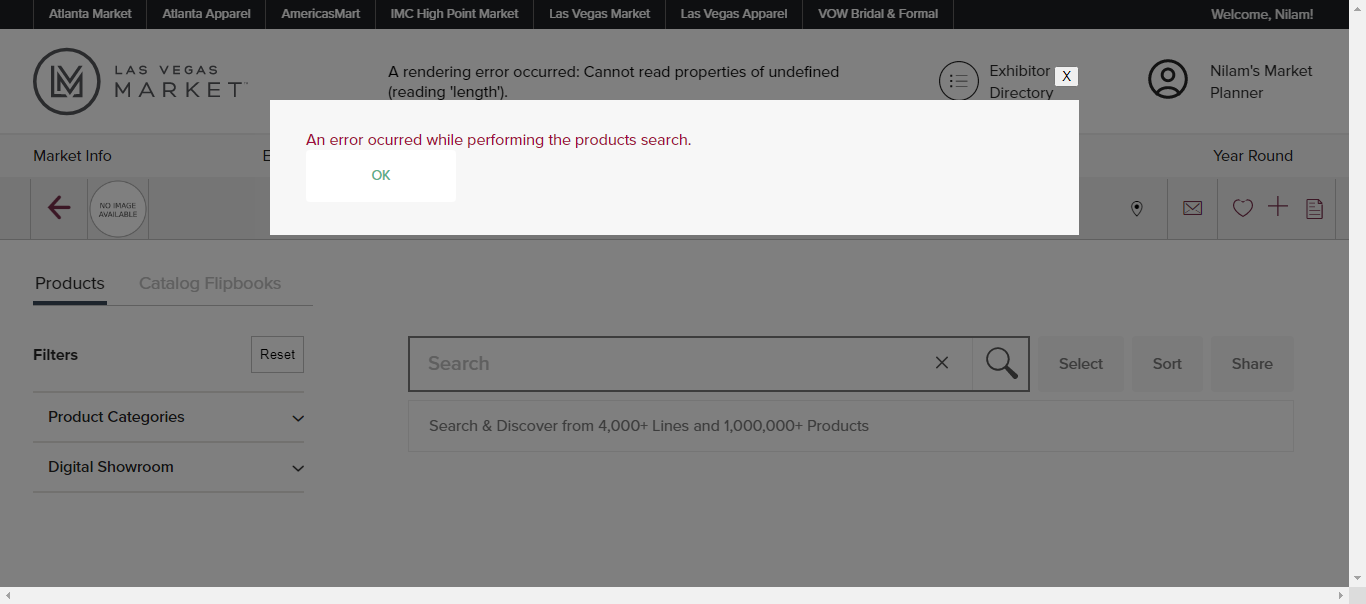 Atlanta Market Atlanta Apparel AmericasMart IMC High Point Market Las Vegas Market Las Vegas Apparel VOW Bridal & Formal Welcome, Nilam!
LAS VEGAS
MARKET
A rendering error occurred: Cannot read properties of undefined
(reading 'length').
Exhibitor
Directory
X
Nilam's Market
Planner
An error ocurred while performing the products search.
OK
Market Info E Year Round
NO IMAGE
AVAILABLE
Products Catalog Flipbooks
Filters Reset
Search Select Sort Share
Product Categories
Search & Discover from 4,000+ Lines and 1,000,000+ Products
Digital Showroom